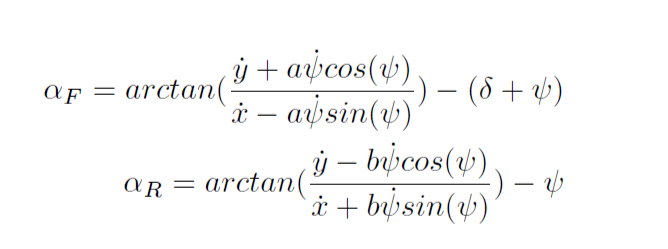 α_F = arctan((ẏ + aψ̇cos(ψ))/(ẋ − aψ̇sin(ψ))) − (δ + ψ)
α_R = arctan((ẏ − bψ̇cos(ψ))/(ẋ + bψ̇sin(ψ))) − ψ